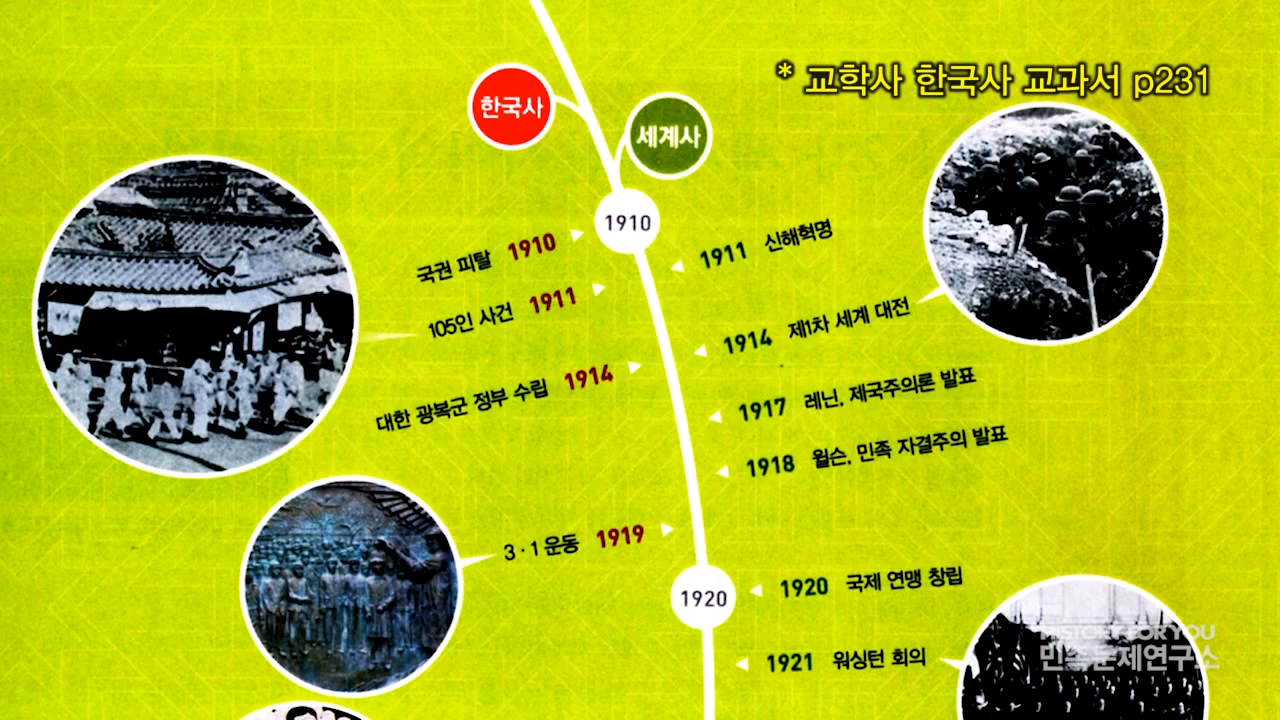 * 교학사 한국사 교과서 p231
한국사
세계사
1910
국권 피탈 1910
1911 신해혁명
105인 사건 1911
1914 제1차 세계 대전
대한 광복군 정부 수립 1914
1917 레닌, 제국주의론 발표
1918 윌슨, 민족 자결주의 발표
3·1 운동 1919
1920
1920 국제 연맹 창립
1921 워싱턴 회의
HISTORY FOR YOU
민족문제연구소